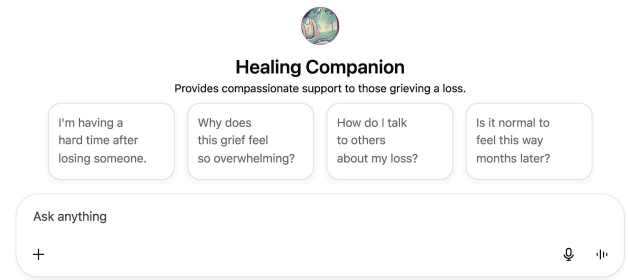 Healing Companion
Provides compassionate support to those grieving a loss.
I'm having a
hard time after
losing someone.
Why does
this grief feel
so overwhelming?
How do I talk
to others
about my loss?
Is it normal to
feel this way
months later?
Ask anything